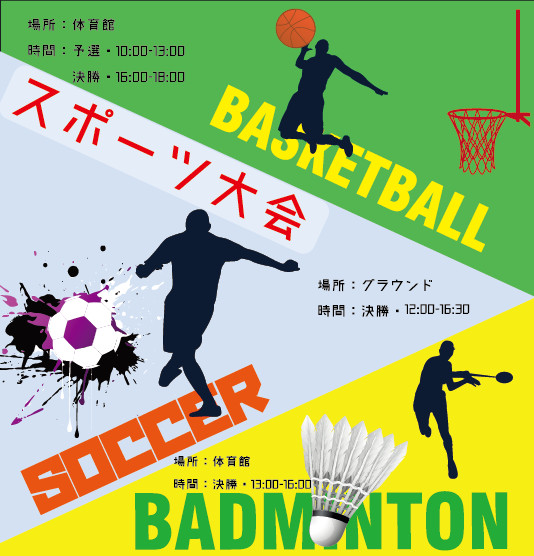 場所：体育館
時間：予選・10:00-13:00
決勝・16:00-18:00
スポーツ大会
BASKETBALL
場所：グラウンド
時間：決勝・12:00-16:30
SOCCER
場所：体育館
時間：決勝・13:00-16:00
BADMINTON